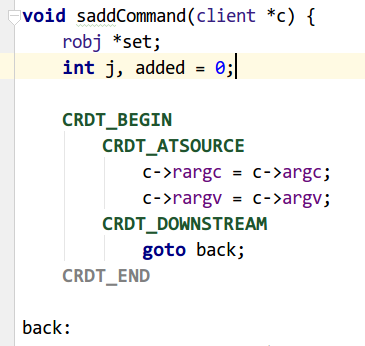 void saddCommand(client *c) {
    robj *set;
    int j, added = 0;
    CRDT_BEGIN
        CRDT_ATSOURCE
            c->rargc = c->argc;
            c->rargv = c->argv;
        CRDT_DOWNSTREAM
            goto back;
    CRDT_END
back: